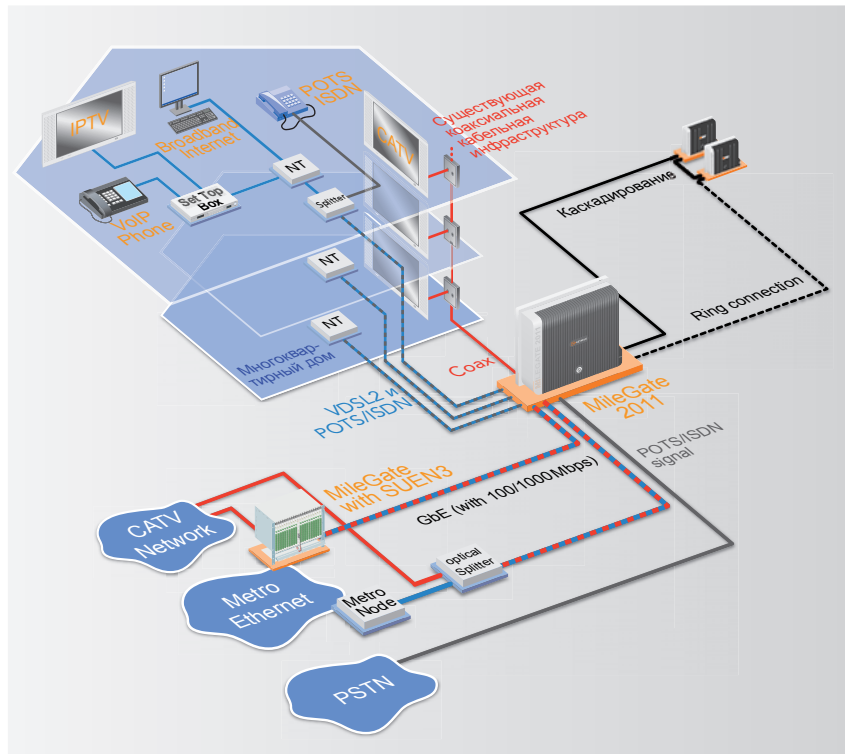 IPTV
Broadband
Internet
POTS
ISDN
CATV
Существующая
коаксиальная
кабельная
инфраструктура
VoIP
Phone
Set Top
Box
NT
Splitter
NT
NT
Многоквар-
тирный дом
Каскадирование
Ring connection
Coax
VDSL2 и
POTS/ISDN
MileGate
2011
POTS/ISDN
signal
MileGate
with SUEN3
GbE (with 100/1000Mbps)
CATV
Network
optical
Splitter
Metro
Ethernet
Metro
Node
PSTN